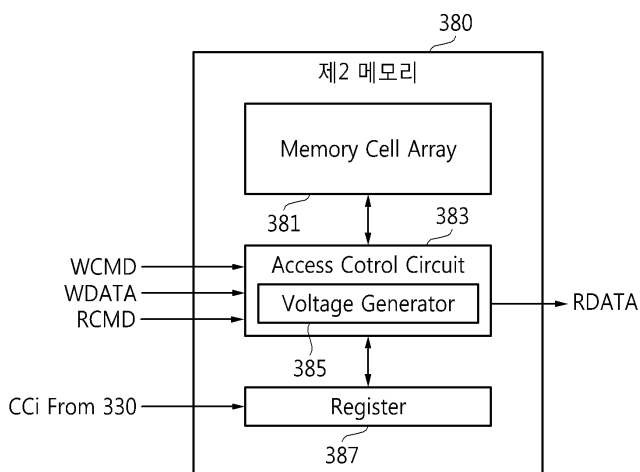 380
제2 메모리
Memory Cell Array
381
383
WCMD
Access Cotrol Circuit
WDATA
Voltage Generator
RDATA
RCMD
385
CCi From 330
Register
387